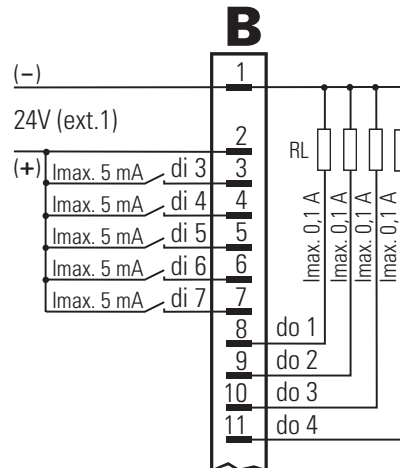 B
(–)
1
24V (ext.1)
2
RL
(+)
Imax. 5 mA di 3 3
Imax. 5 mA di 4 4
Imax. 5 mA di 5 5
Imax. 5 mA di 6 6
Imax. 5 mA di 7 7
Imax. 0,1 A
Imax. 0,1 A
Imax. 0,1 A
Imax. 0,1 A
8 do 1
9 do 2
10 do 3
11 do 4